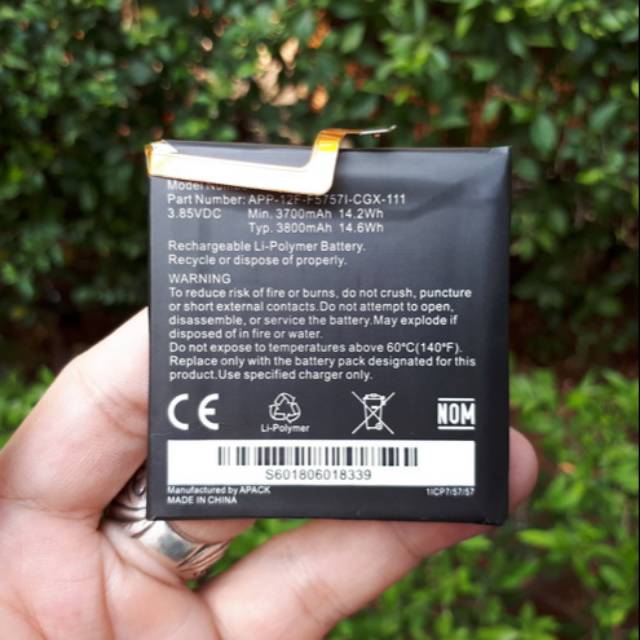 Model
Part Number: APP-12F-F5757I-CGX-111
3.85VDC Min. 3700mAh 14.2Wh
Typ. 3800mAh 14.6Wh
Rechargeable Li-Polymer Battery.
Recycle or dispose of properly.
WARNING
To reduce risk of fire or burns, do not crush, puncture
or short external contacts.Do not attempt to open,
disassemble, or service the battery.May explode if
disposed of in fire or water.
Do not expose to temperatures above 60°C(140°F).
Replace only with the battery pack designated for this
product.Use specified charger only.
CE
Li-Polymer
NOM
S601806018339
Manufactured by APACK
MADE IN CHINA
1ICP7/57/57